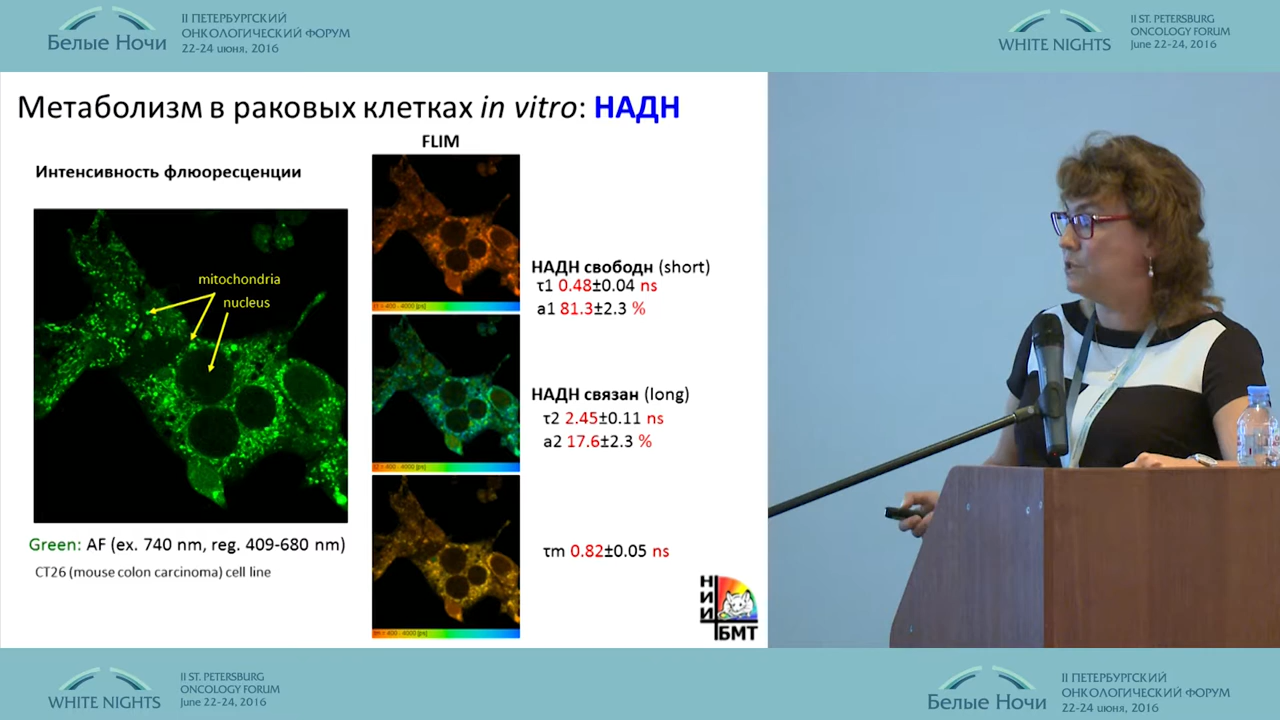 Белые Ночи
II ПЕТЕРБУРГСКИЙ
ОНКОЛОГИЧЕСКИЙ ФОРУМ
22-24 июня, 2016
WHITE NIGHTS
II ST. PETERSBURG
ONCOLOGY FORUM
June 22-24, 2016
Метаболизм в раковых клетках in vitro: НАДН
FLIM
Интенсивность флюоресценции
mitochondria
nucleus
НАДН свободн (short)
τ1 0.48±0.04 ns
a1 81.3±2.3 %
НАДН связан (long)
τ2 2.45±0.11 ns
a2 17.6±2.3 %
τm 0.82±0.05 ns
Green: AF (ex. 740 nm, reg. 409-680 nm)
CT26 (mouse colon carcinoma) cell line
НИИ
БМТ
WHITE NIGHTS
II ST. PETERSBURG
ONCOLOGY FORUM
June 22-24, 2016
Белые Ночи
II ПЕТЕРБУРГСКИЙ
ОНКОЛОГИЧЕСКИЙ ФОРУМ
22-24 июня, 2016